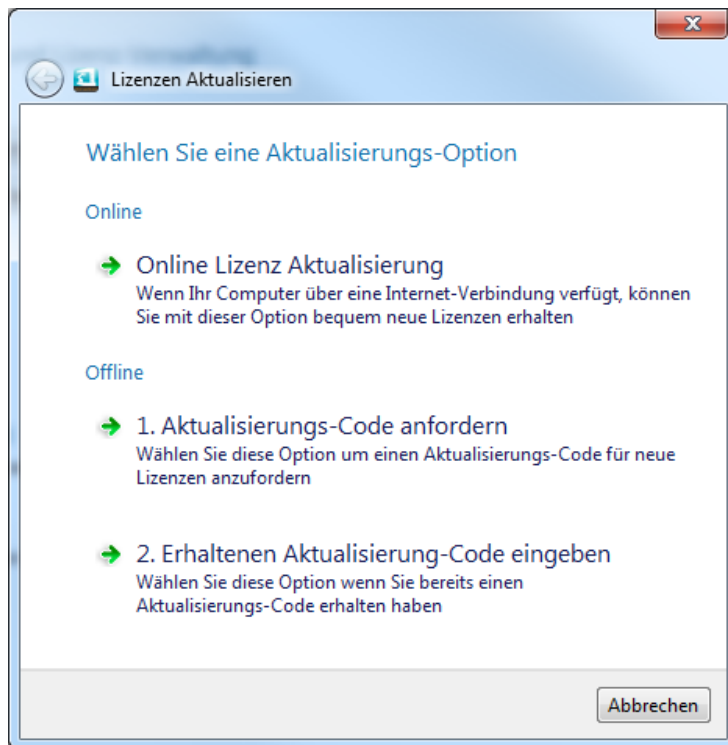 Lizenzen Aktualisieren
Wählen Sie eine Aktualisierungs-Option
Online
Online Lizenz Aktualisierung
Wenn Ihr Computer über eine Internet-Verbindung verfügt, können
Sie mit dieser Option bequem neue Lizenzen erhalten
Offline
1. Aktualisierungs-Code anfordern
Wählen Sie diese Option um einen Aktualisierungs-Code für neue
Lizenzen anzufordern
2. Erhaltenen Aktualisierung-Code eingeben
Wählen Sie diese Option wenn Sie bereits einen
Aktualisierungs-Code erhalten haben
Abbrechen